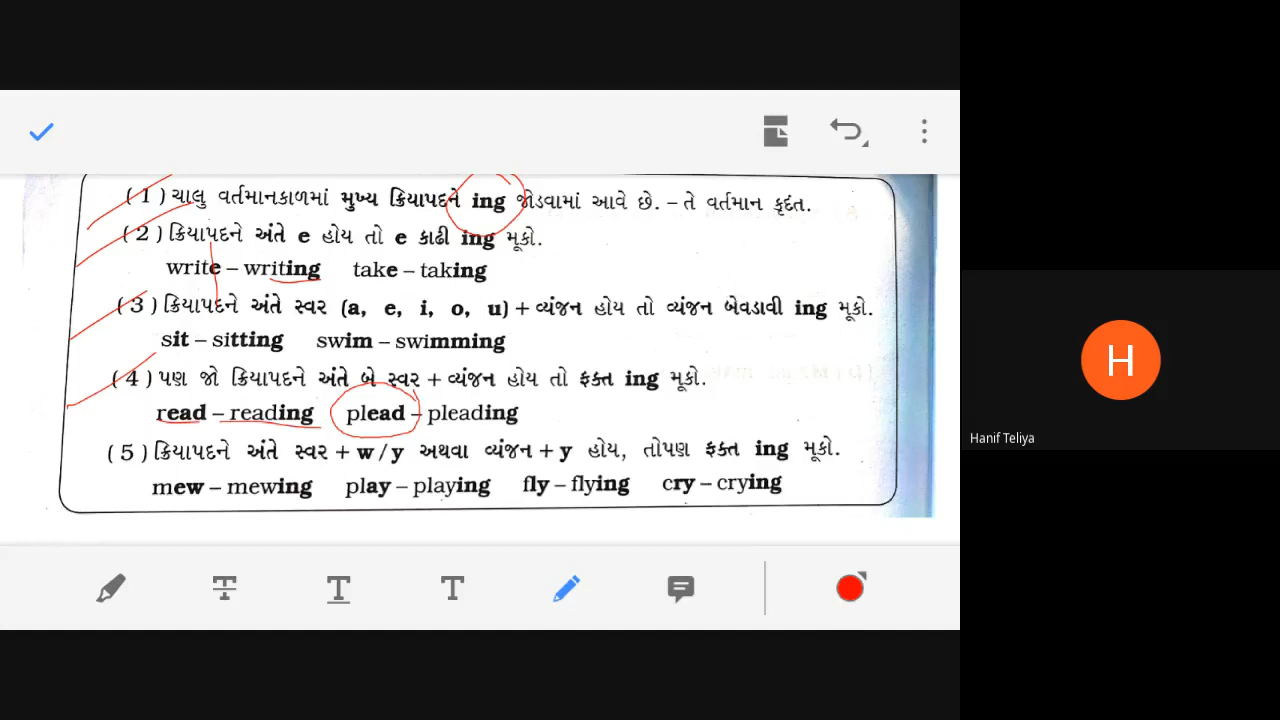 (1) ચાલુ વર્તમાનકાળમાં મુખ્ય ક્રિયાપદને ing જોડવામાં આવે છે. – તે વર્તમાન કૃદંત.
(2) ક્રિયાપદને અંતે e હોય તો e કાઢી ing મૂકો.
write – writing take – taking
(3) ક્રિયાપદને અંતે સ્વર (a, e, i, o, u) + વ્યંજન હોય તો વ્યંજન બેવડાવી ing મૂકો.
sit – sitting swim – swimming
(4) પણ જો ક્રિયાપદને અંતે બે સ્વર + વ્યંજન હોય તો ફક્ત ing મૂકો.
read – reading plead – pleading
(5) ક્રિયાપદને અંતે સ્વર + w/y અથવા વ્યંજન + y હોય, તોપણ ફક્ત ing મૂકો.
mew – mewing play – playing fly – flying cry – crying
T T T
H
Hanif Teliya